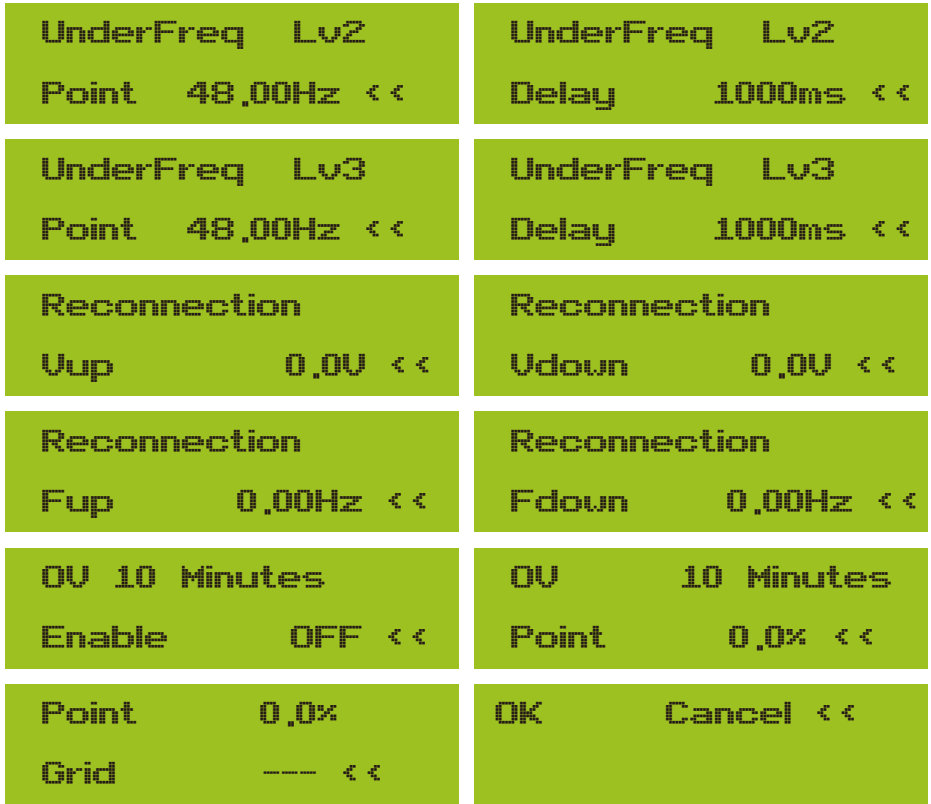 UnderFreq Lv2
Point 48.00Hz <<
UnderFreq Lv2
Delay 1000ms <<
UnderFreq Lv3
Point 48.00Hz <<
UnderFreq Lv3
Delay 1000ms <<
Reconnection
Vup 0.0V <<
Reconnection
Vdown 0.0V <<
Reconnection
Fup 0.00Hz <<
Reconnection
Fdown 0.00Hz <<
OV 10 Minutes
Enable OFF <<
OV 10 Minutes
Point 0.0% <<
Point 0.0%
Grid --- <<
OK Cancel <<